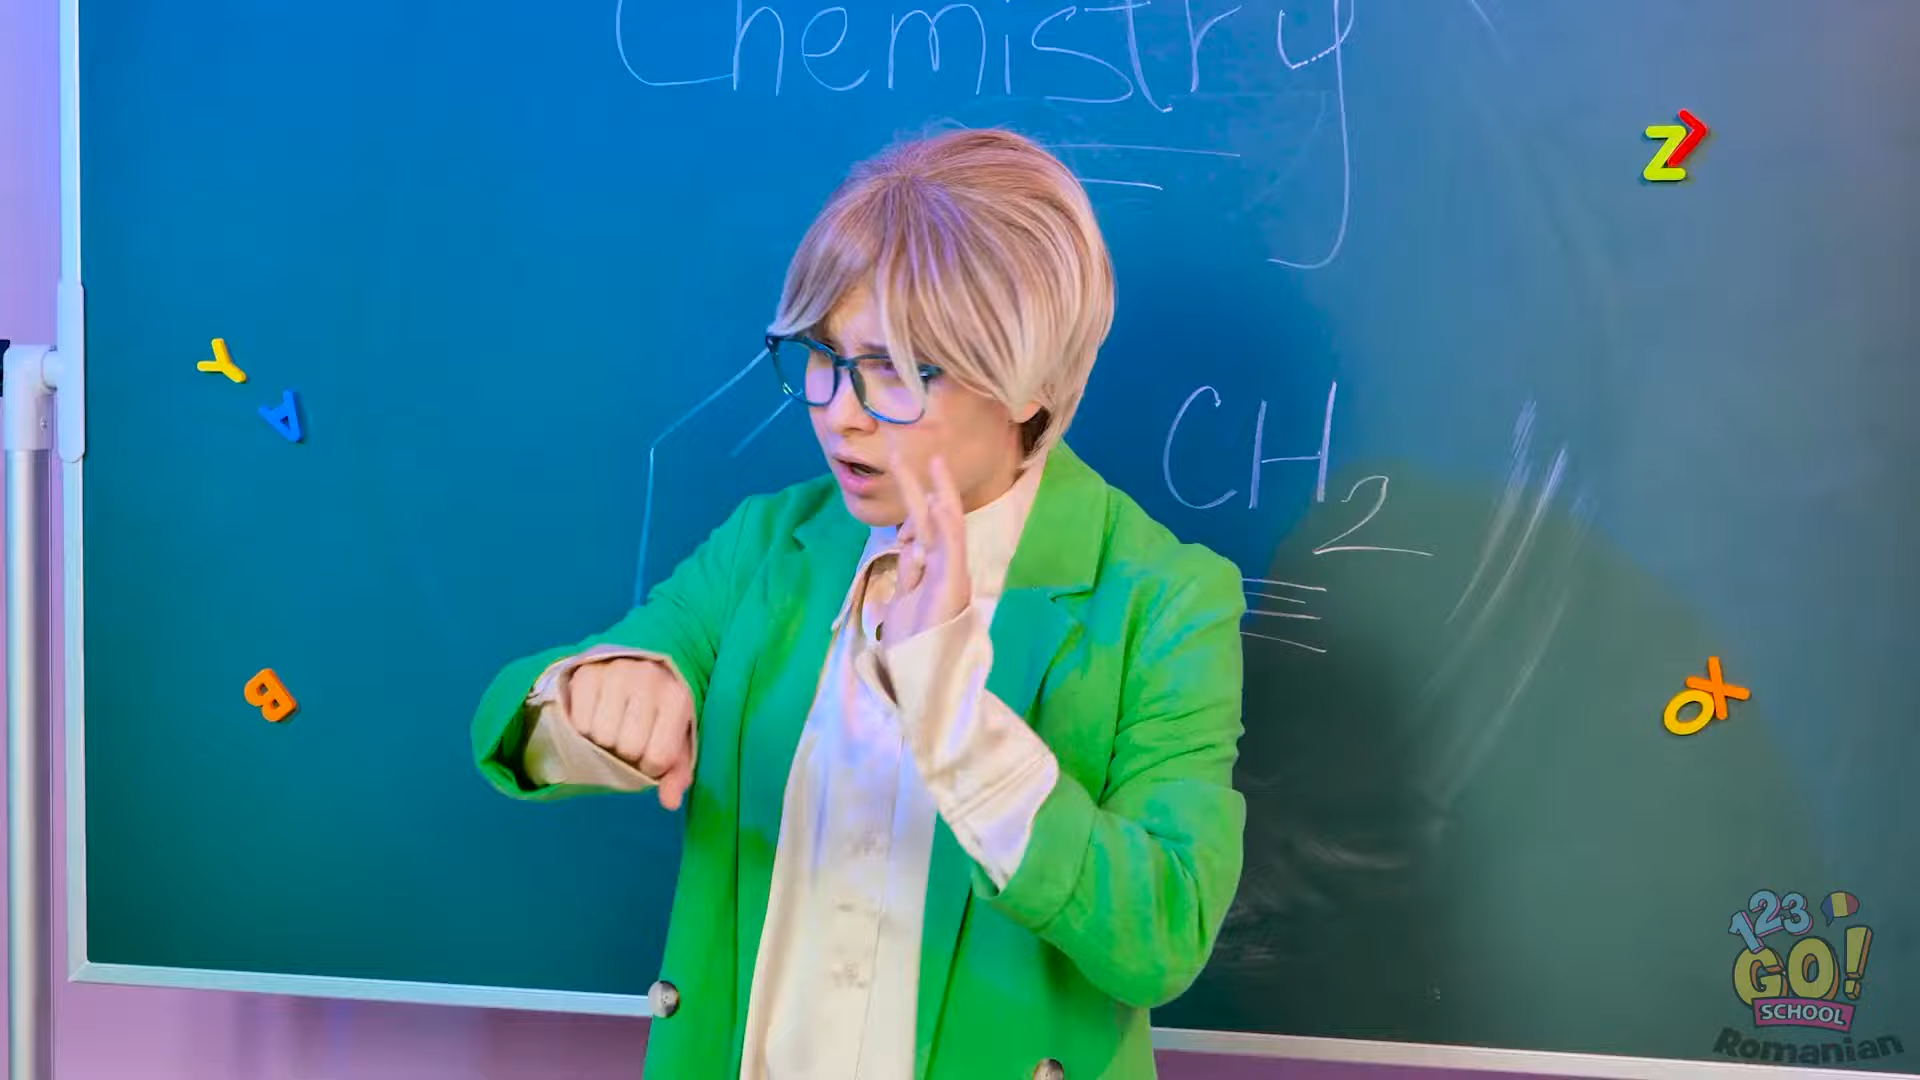 Chemistry
Z
Y
A
CH2
B
X
O
123
GO!
SCHOOL
Romanian